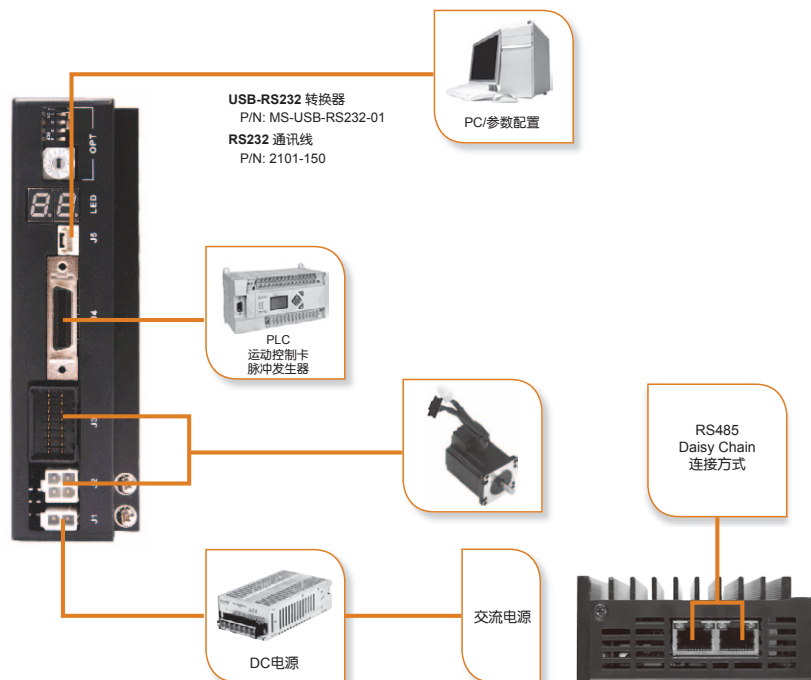 USB-RS232 转换器
P/N: MS-USB-RS232-01
RS232 通讯线
P/N: 2101-150
PC/参数配置
OPT
LED
J5
J4
PLC
运动控制卡
脉冲发生器
J3
J2
J1
RS485
Daisy Chain
连接方式
DC电源
交流电源